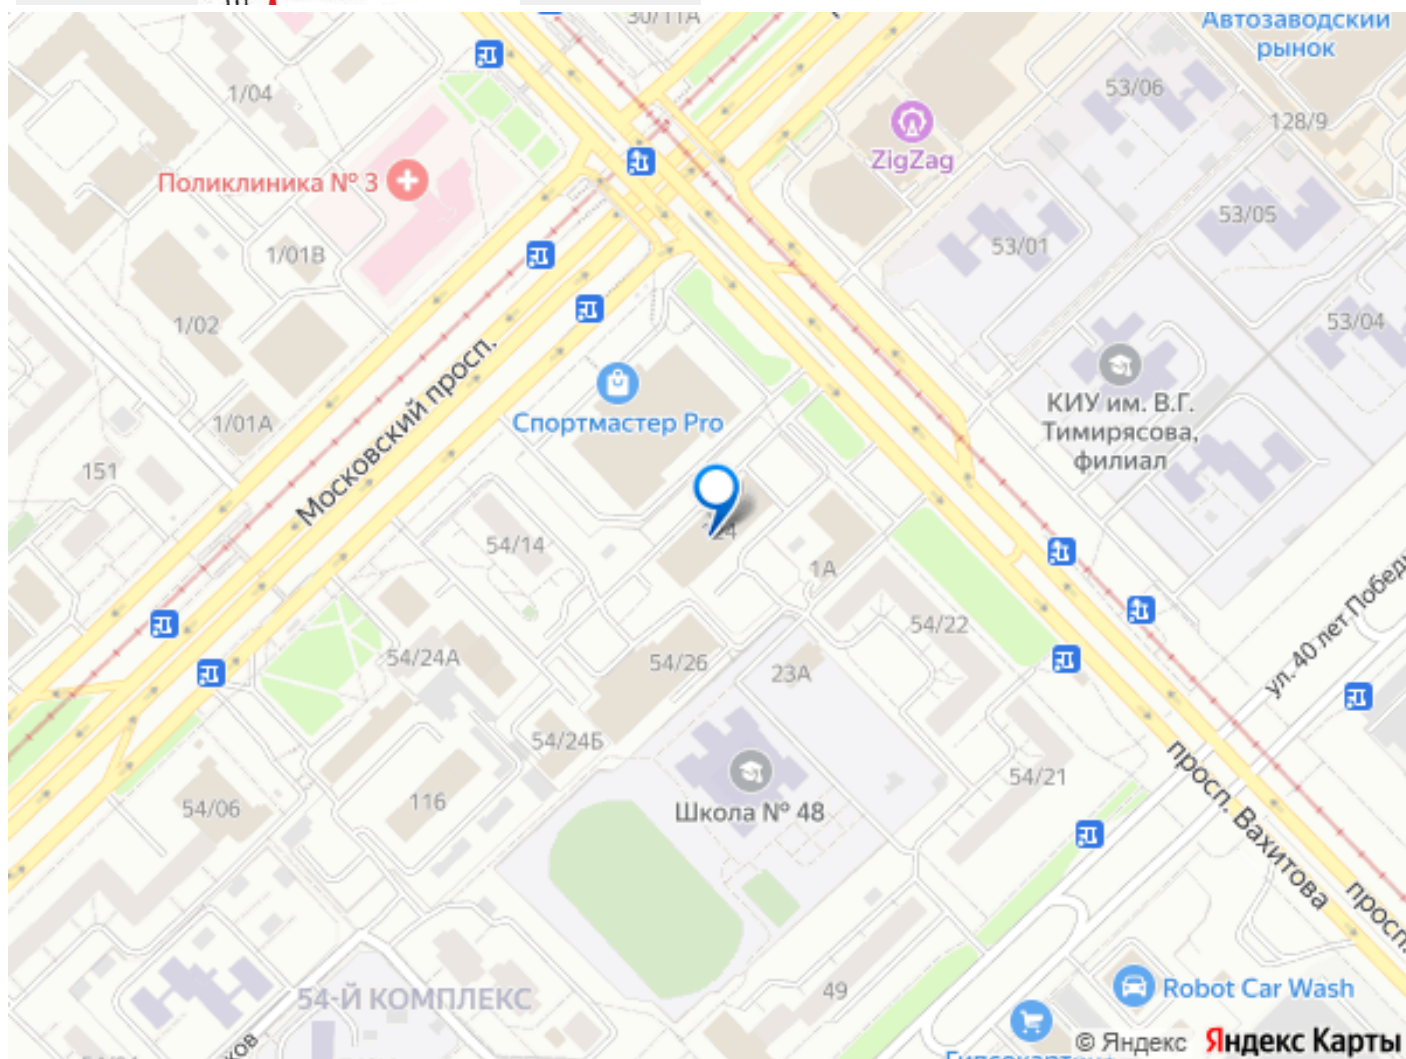 30/11А
Автозаводский
рынок
1/04
53/06
128/9
ZigZag
Поликлиника № 3
53/05
53/01
1/01В
1/02
53/04
Московский просп.
Спортмастер Pro
КИУ им. В.Г.
Тимирясова,
филиал
1/01А
151
54/14
1А
ул. 40 лет Победы
54/22
54/24А
54/26
23А
54/24Б
просп. Вахитова
54/21
54/06
116
Школа № 48
просп.
49
54-Й КОМПЛЕКС
Robot Car Wash
© Яндекс Яндекс Карты